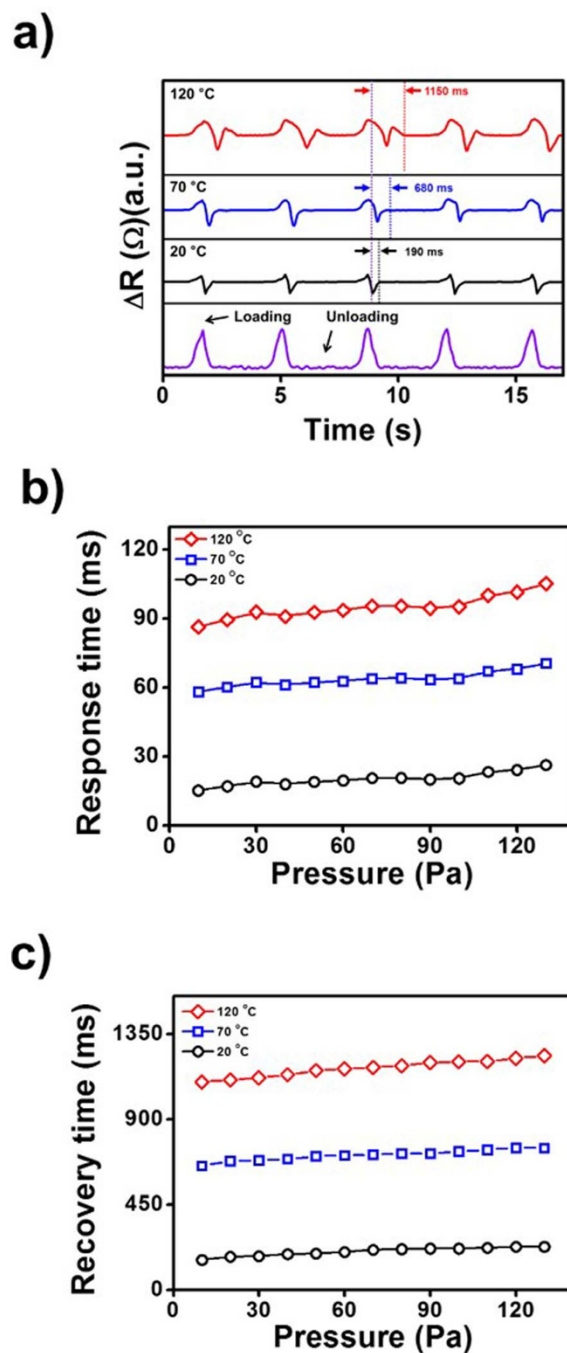 a)
120 °C
1150 ms
70 °C
680 ms
20 °C
190 ms
Loading
Unloading
ΔR (Ω)(a.u.)
0 5 10 15
Time (s)
b)
120 °C
70 °C
20 °C
120
90
60
30
0
Response time (ms)
0 30 60 90 120
Pressure (Pa)
c)
120 °C
70 °C
20 °C
1350
900
450
0
Recovery time (ms)
0 30 60 90 120
Pressure (Pa)